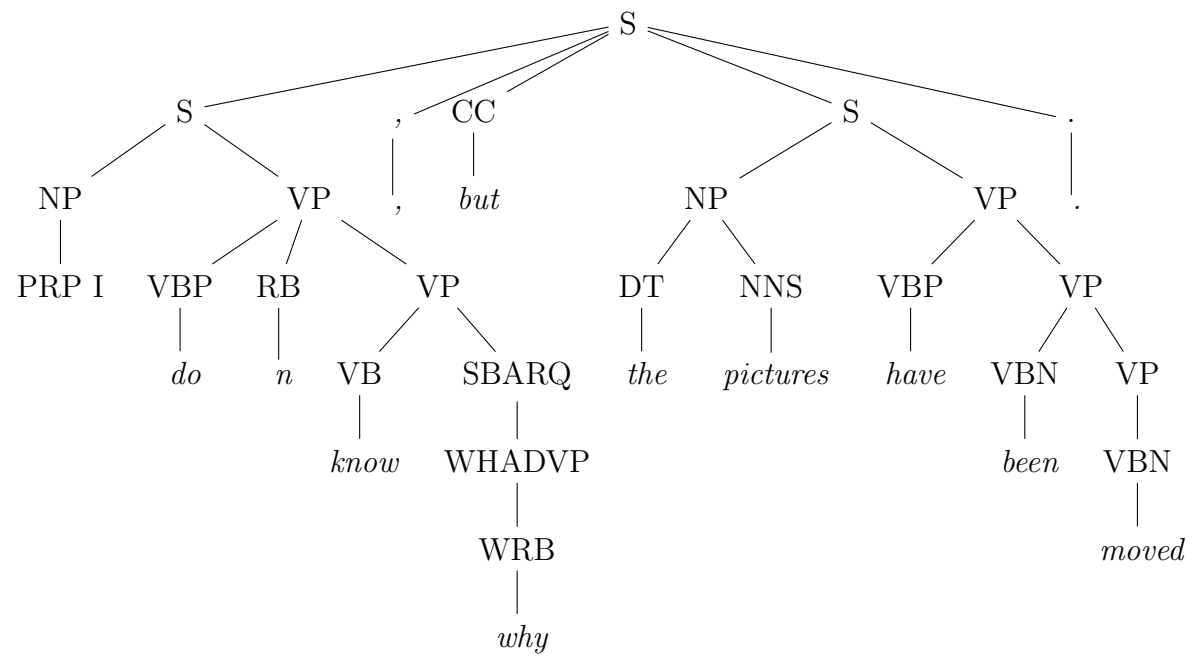 S
S , CC S .
NP VP , but NP VP .
PRP I VBP RB VP DT NNS VBP VP
do n VB SBARQ the pictures have VBN VP
know WHADVP been VBN
WRB moved
why